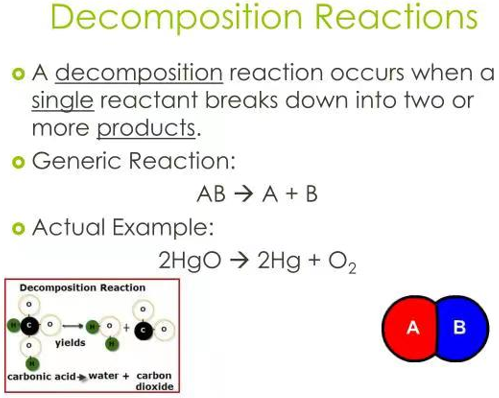 Decomposition Reactions
A decomposition reaction occurs when a
single reactant breaks down into two or
more products.
Generic Reaction:
AB → A + B
Actual Example:
2HgO → 2Hg + O₂
Decomposition Reaction
O
H C O
O
H
yields
H O
H
+
O
C O
carbonic acid → water + carbon
dioxide
A B